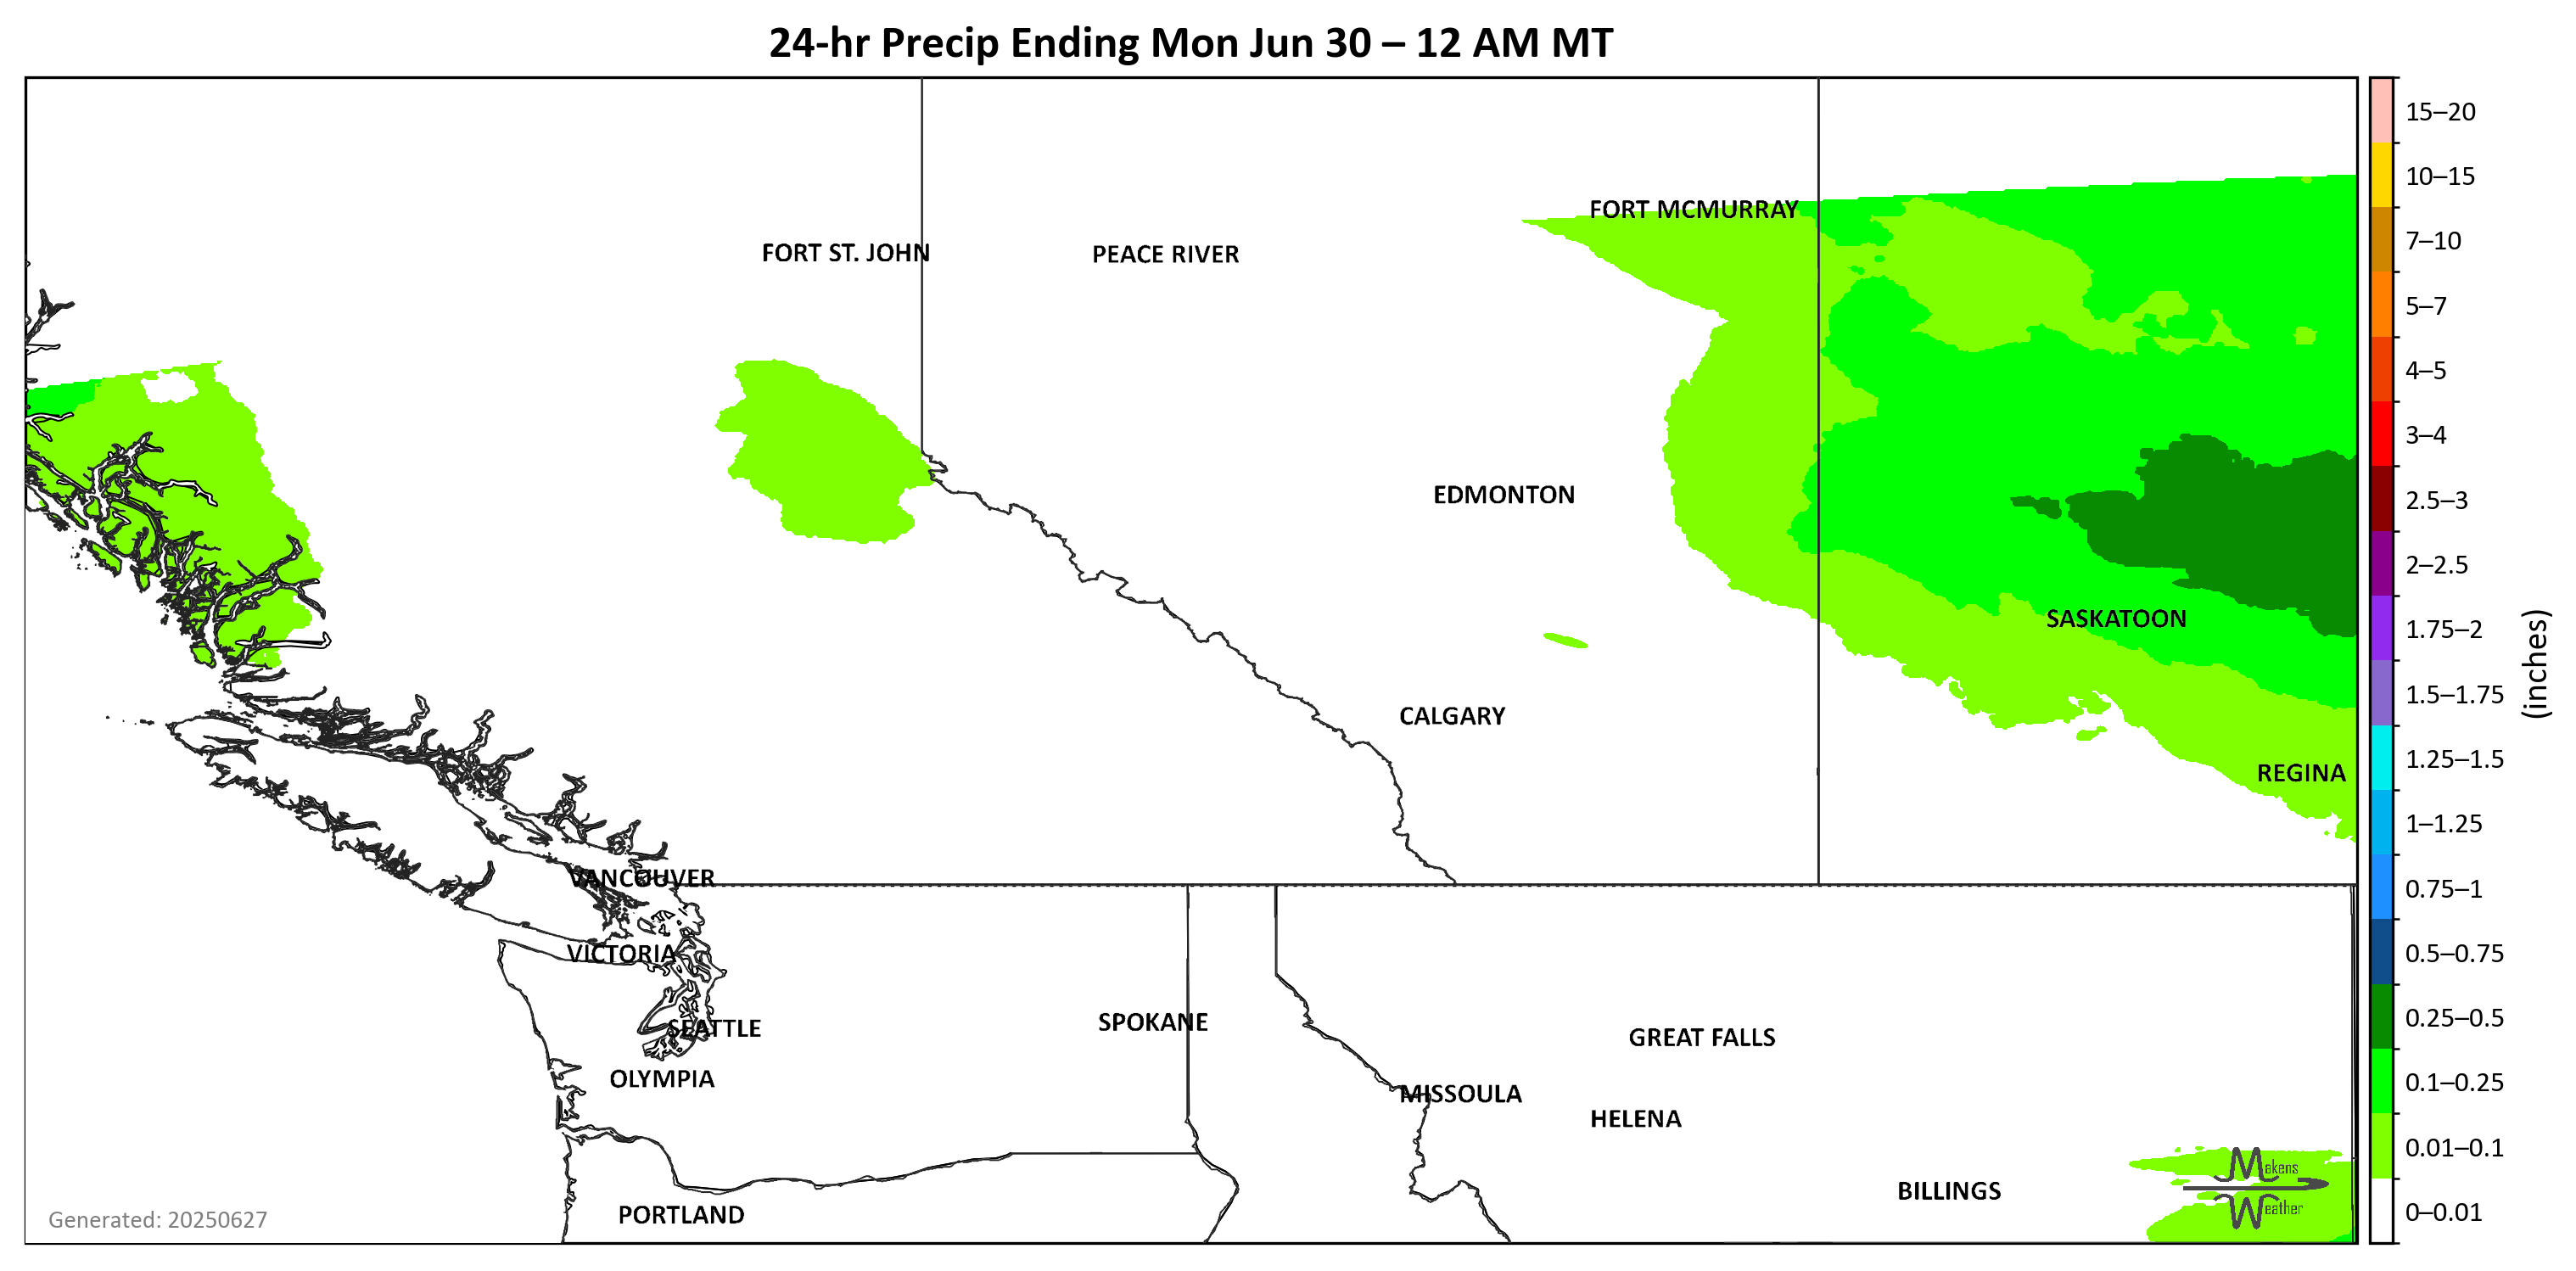 24-hr Precip Ending Mon Jun 30 – 12 AM MT
15–20
10–15
7–10
5–7
4–5
3–4
2.5–3
2–2.5
1.75–2
1.5–1.75
1.25–1.5
1–1.25
0.75–1
0.5–0.75
0.25–0.5
0.1–0.25
0.01–0.1
0–0.01
(inches)
FORT MCMURRAY
FORT ST. JOHN
PEACE RIVER
EDMONTON
SASKATOON
CALGARY
REGINA
VANCOUVER
VICTORIA
SEATTLE
SPOKANE
GREAT FALLS
OLYMPIA
MISSOULA
HELENA
BILLINGS
PORTLAND
Makens
Weather
Generated: 20250627